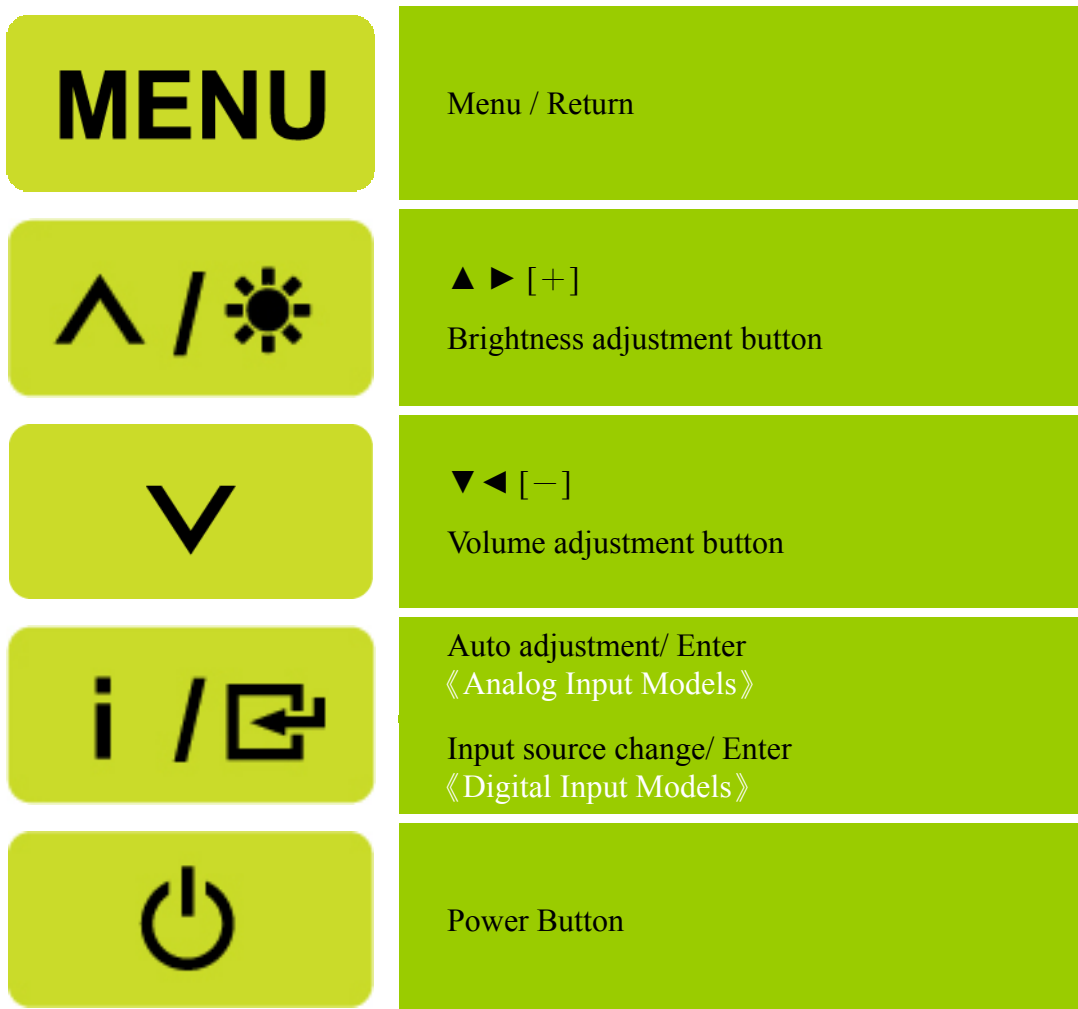 MENU
Menu / Return
∧ /
▲ ► [＋]
Brightness adjustment button
∨
▼◄ [－]
Volume adjustment button
i /
Auto adjustment/ Enter
《Analog Input Models》
Input source change/ Enter
《Digital Input Models》
Power Button